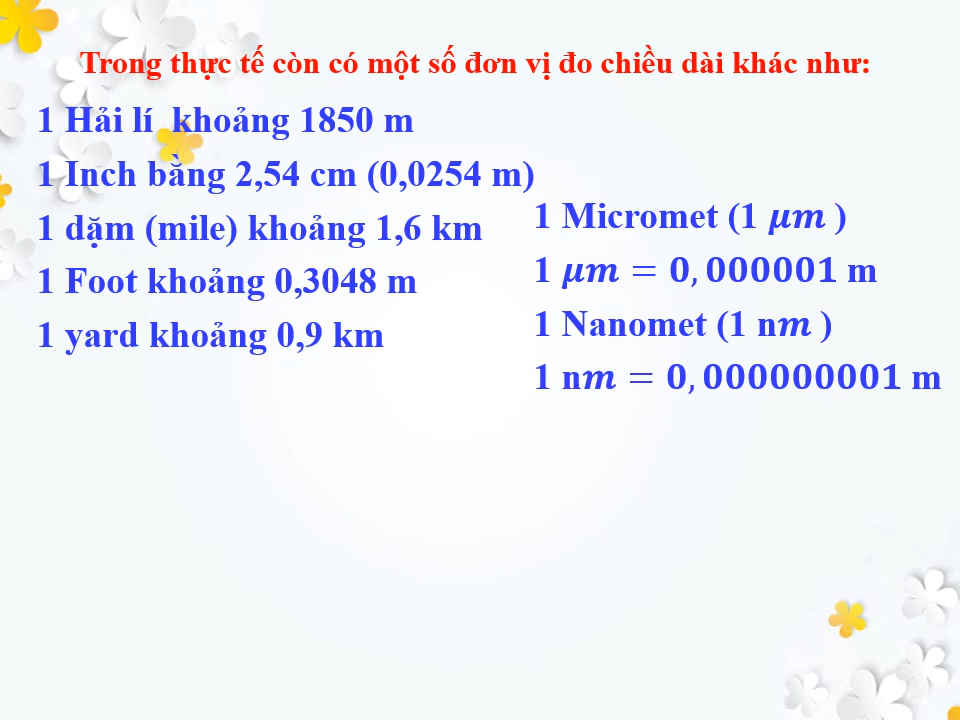 Trong thực tế còn có một số đơn vị đo chiều dài khác như:
1 Hải lí khoảng 1850 m
1 Inch bằng 2,54 cm (0,0254 m)
1 dặm (mile) khoảng 1,6 km
1 Foot khoảng 0,3048 m
1 yard khoảng 0,9 km
1 Micromet (1 𝝁𝒎 )
1 𝝁𝒎 = 𝟎, 𝟎𝟎𝟎𝟎𝟎𝟏 m
1 Nanomet (1 n𝒎 )
1 n𝒎 = 𝟎, 𝟎𝟎𝟎𝟎𝟎𝟎𝟎𝟎𝟏 m